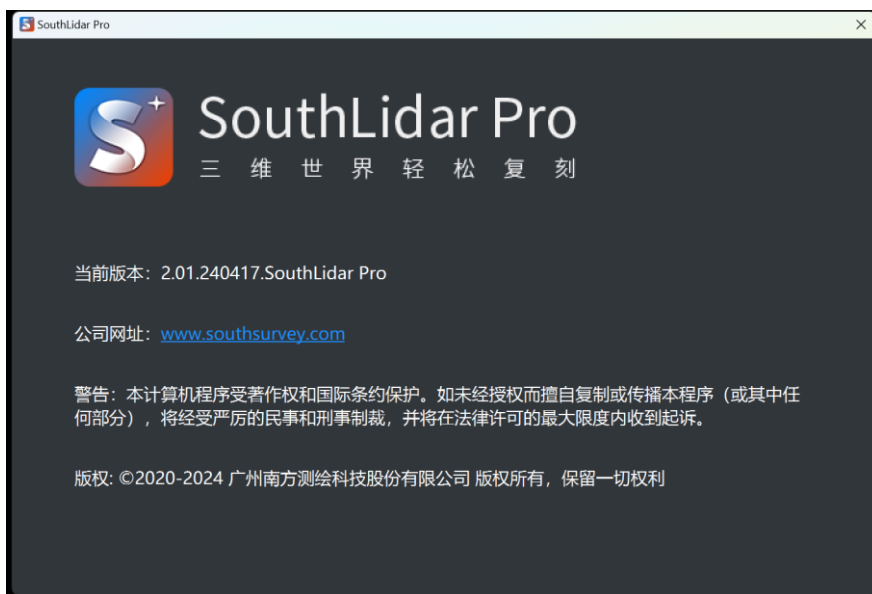 SouthLidar Pro
SouthLidar Pro
三维世界轻松复刻
当前版本：2.01.240417.SouthLidar Pro
公司网址：www.southsurvey.com
警告：本计算机程序受著作权和国际条约保护。如未经授权而擅自复制或传播本程序（或其中任
何部分），将经受严厉的民事和刑事制裁，并将在法律许可的最大限度内收到起诉。
版权: ©2020-2024 广州南方测绘科技股份有限公司 版权所有，保留一切权利